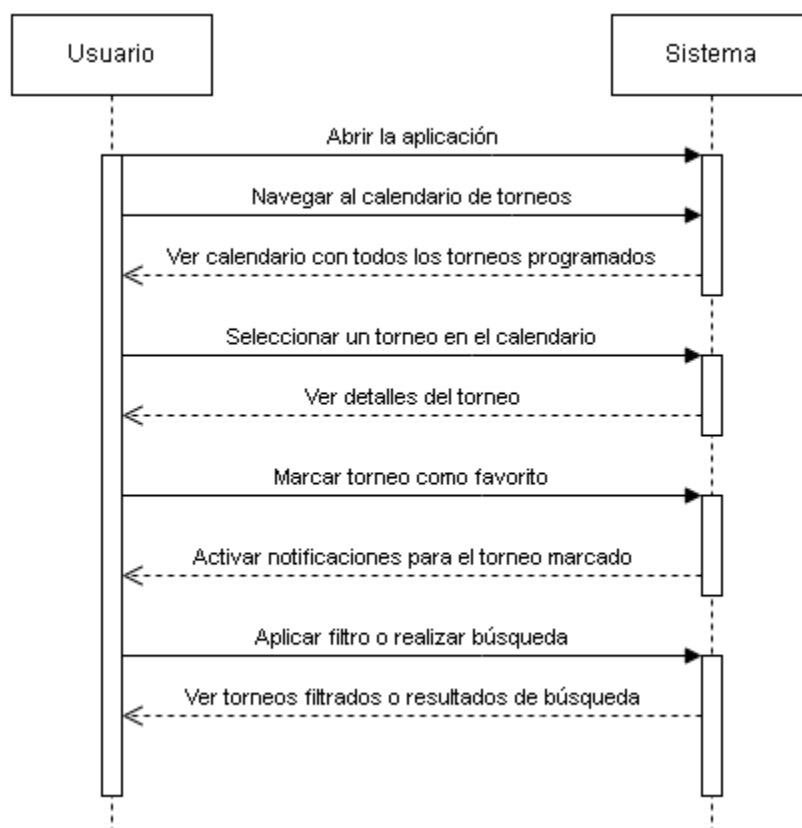 Usuario
Sistema
Abrir la aplicación
Navegar al calendario de torneos
Ver calendario con todos los torneos programados
Seleccionar un torneo en el calendario
Ver detalles del torneo
Marcar torneo como favorito
Activar notificaciones para el torneo marcado
Aplicar filtro o realizar búsqueda
Ver torneos filtrados o resultados de búsqueda